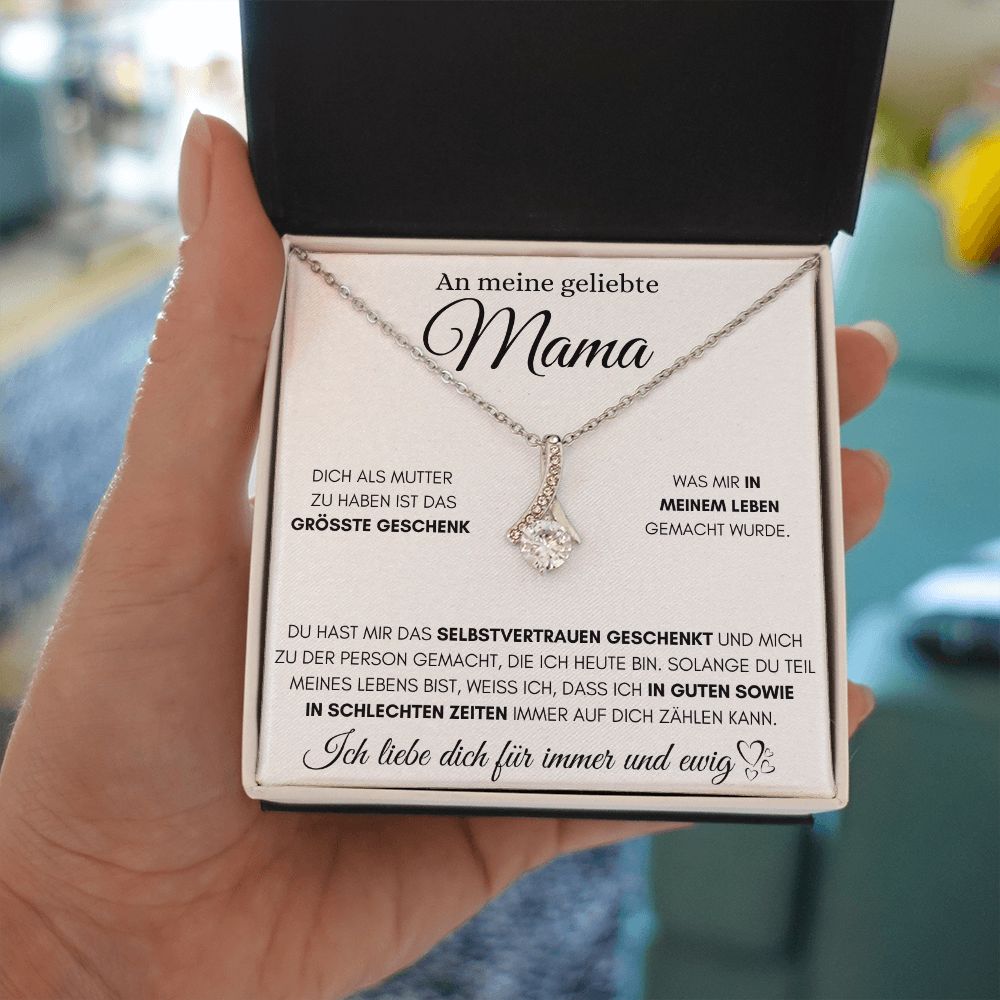 An meine geliebte
Mama
DICH ALS MUTTER
ZU HABEN IST DAS
GRÖSSTE GESCHENK
WAS MIR IN
MEINEM LEBEN
GEMACHT WURDE.
DU HAST MIR DAS SELBSTVERTRAUEN GESCHENKT UND MICH
ZU DER PERSON GEMACHT, DIE ICH HEUTE BIN. SOLANGE DU TEIL
MEINES LEBENS BIST, WEISS ICH, DASS ICH IN GUTEN SOWIE
IN SCHLECHTEN ZEITEN IMMER AUF DICH ZÄHLEN KANN.
Ich liebe dich für immer und ewig